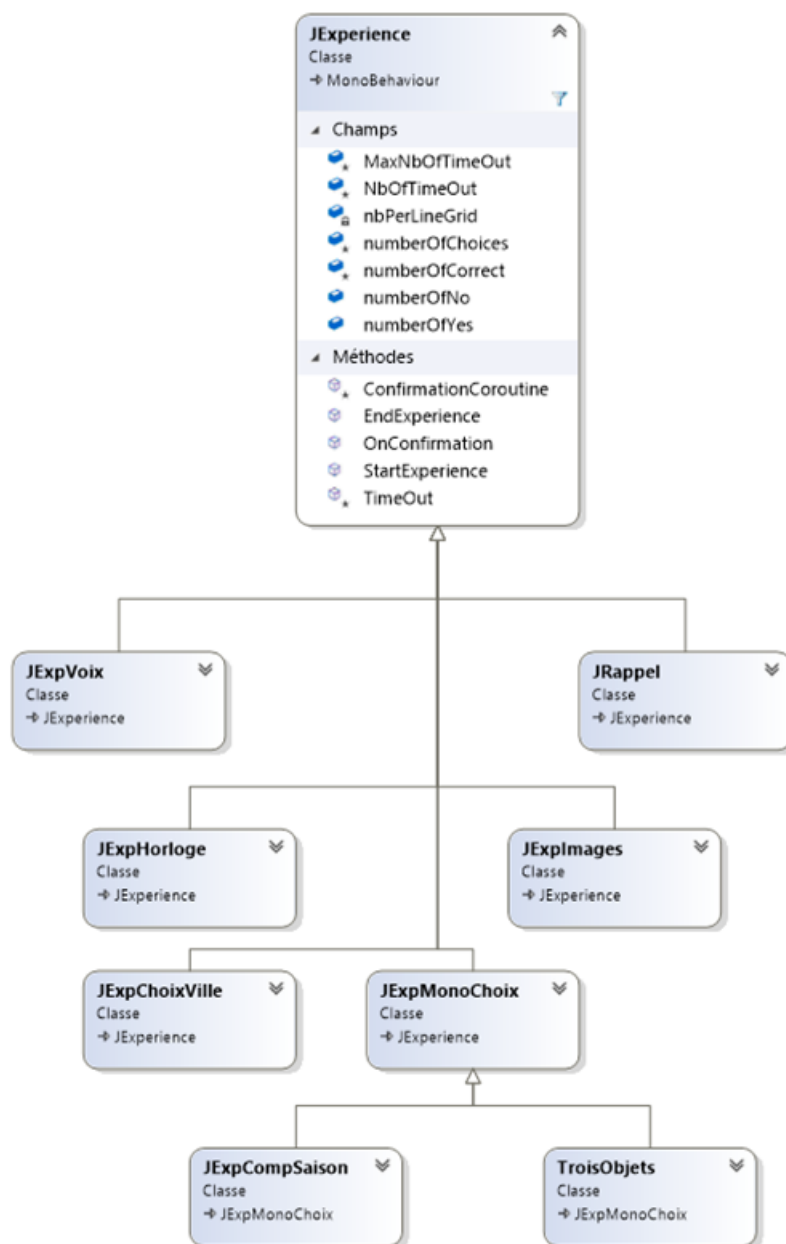 JExperience
Classe
MonoBehaviour
Champs
MaxNbOfTimeOut
NbOfTimeOut
nbPerLineGrid
numberOfChoices
numberOfCorrect
numberOfNo
numberOfYes
Méthodes
ConfirmationCoroutine
EndExperience
OnConfirmation
StartExperience
TimeOut
JExpVoix
Classe
JExperience
JRappel
Classe
JExperience
JExpHorloge
Classe
JExperience
JExpImages
Classe
JExperience
JExpChoixVille
Classe
JExperience
JExpMonoChoix
Classe
JExperience
JExpCompSaison
Classe
JExpMonoChoix
TroisObjets
Classe
JExpMonoChoix